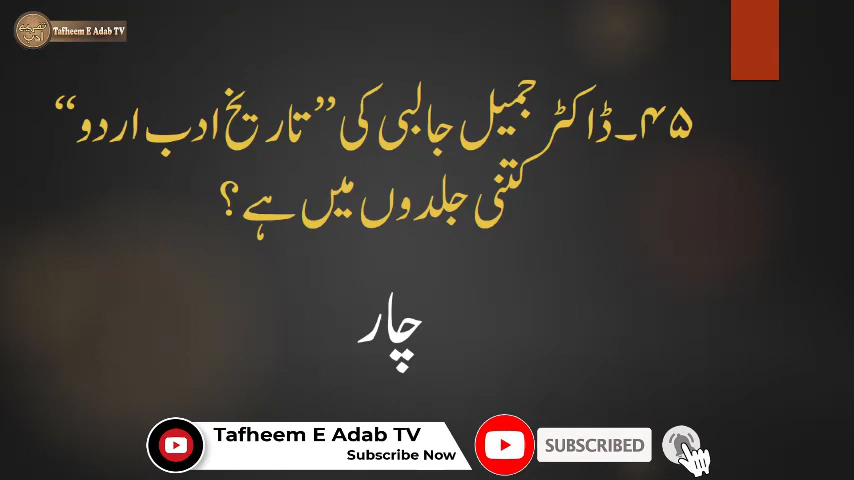 Tafheem E Adab TV
۴۵۔ڈاکٹر جمیل جالبی کی ”تاریخ ادب اردو“
کتنی جلدوں میں ہے؟
چار
Tafheem E Adab TV
Subscribe Now
SUBSCRIBED